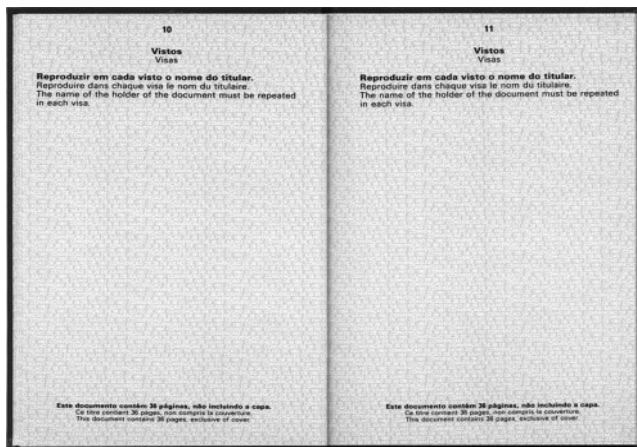 10
Vistos
Visas
Reproduzir em cada visto o nome do titular.
Reproduire dans chaque visa le nom du titulaire.
The name of the holder of the document must be repeated
in each visa.
Este documento contém 36 páginas, não incluindo a capa.
Ce titre contient 36 pages, non compris la couverture.
This document contains 36 pages, exclusive of cover.
11
Vistos
Visas
Reproduzir em cada visto o nome do titular.
Reproduire dans chaque visa le nom du titulaire.
The name of the holder of the document must be repeated
in each visa.
Este documento contém 36 páginas, não incluindo a capa.
Ce titre contient 36 pages, non compris la couverture.
This document contains 36 pages, exclusive of cover.